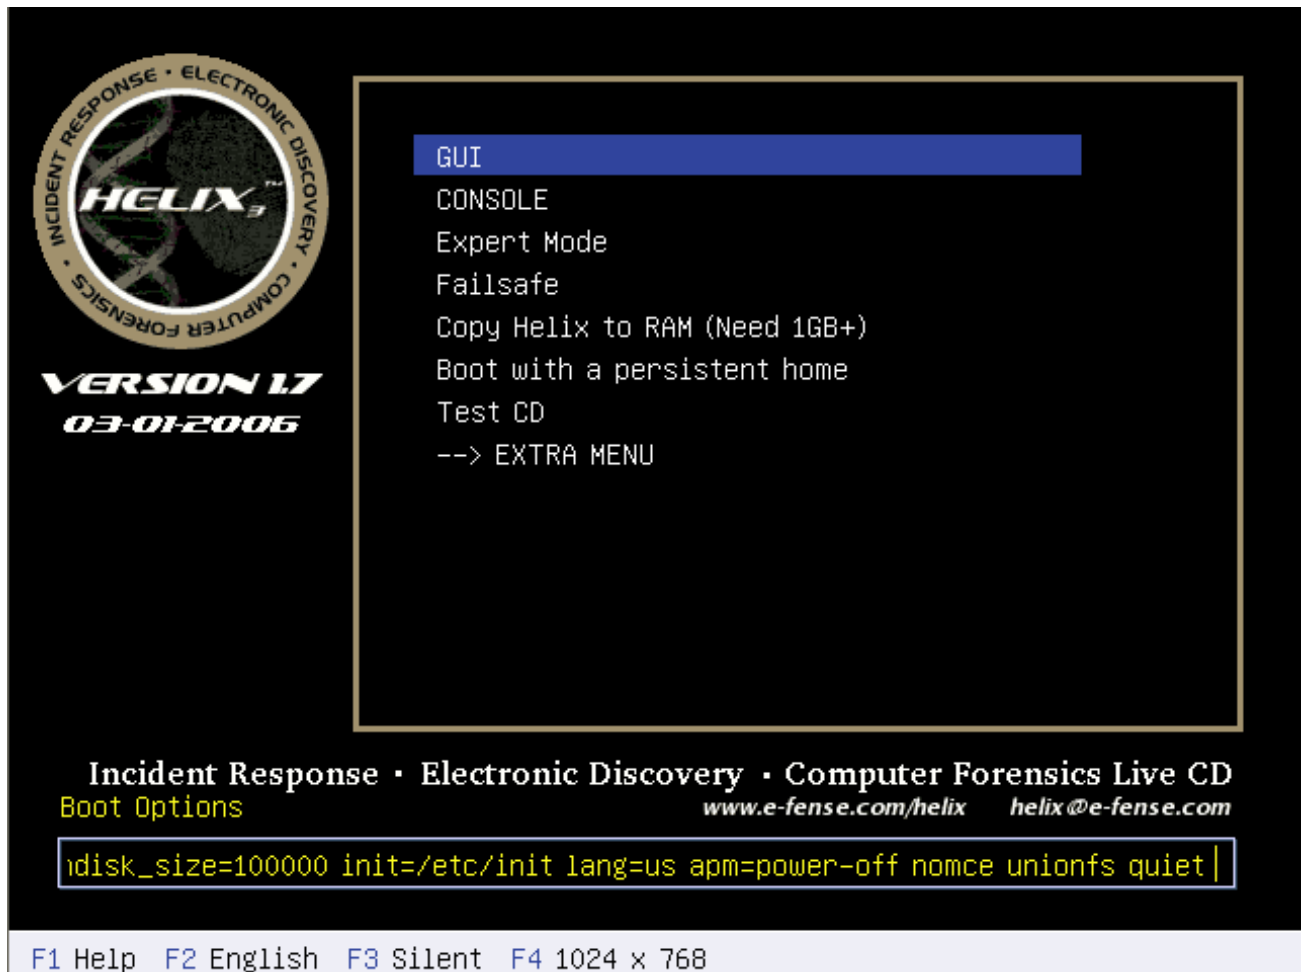 INCIDENT RESPONSE · ELECTRONIC DISCOVERY · COMPUTER FORENSICS ·
HELIX3™
VERSION 1.7
03-01-2006
GUI
CONSOLE
Expert Mode
Failsafe
Copy Helix to RAM (Need 1GB+)
Boot with a persistent home
Test CD
--> EXTRA MENU
Incident Response · Electronic Discovery · Computer Forensics Live CD
Boot Options
www.e-fense.com/helix helix@e-fense.com
disk_size=100000 init=/etc/init lang=us apm=power-off nomce unionfs quiet
F1 Help F2 English F3 Silent F4 1024 x 768